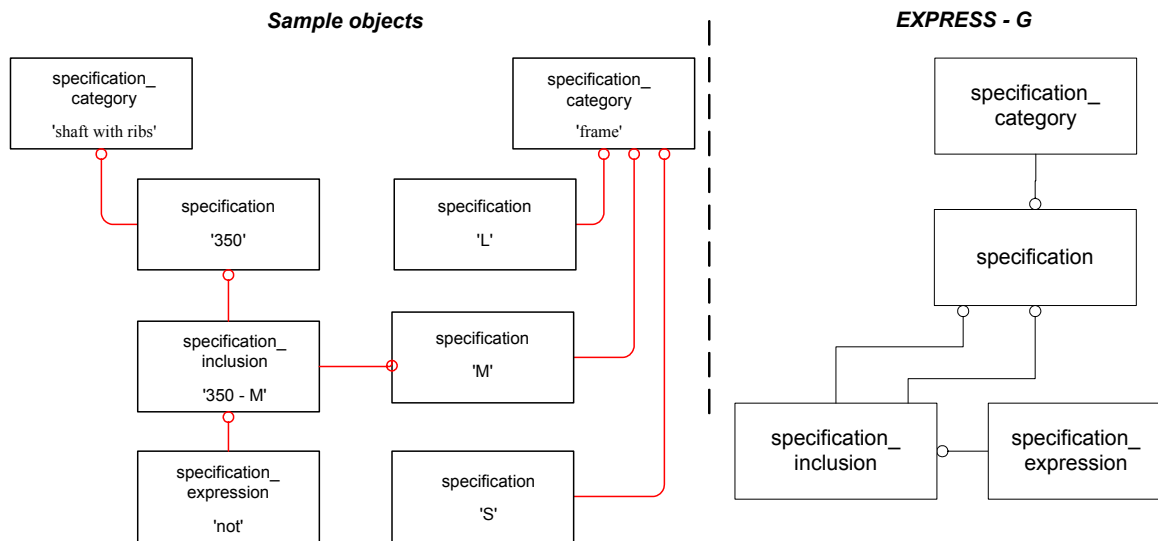 Sample objects
specification_
category
'shaft with ribs'
specification_
category
'frame'
specification
'350'
specification
'L'
specification_
inclusion
'350 - M'
specification
'M'
specification_
expression
'not'
specification
'S'
EXPRESS - G
specification_
category
specification
specification_
inclusion
specification_
expression